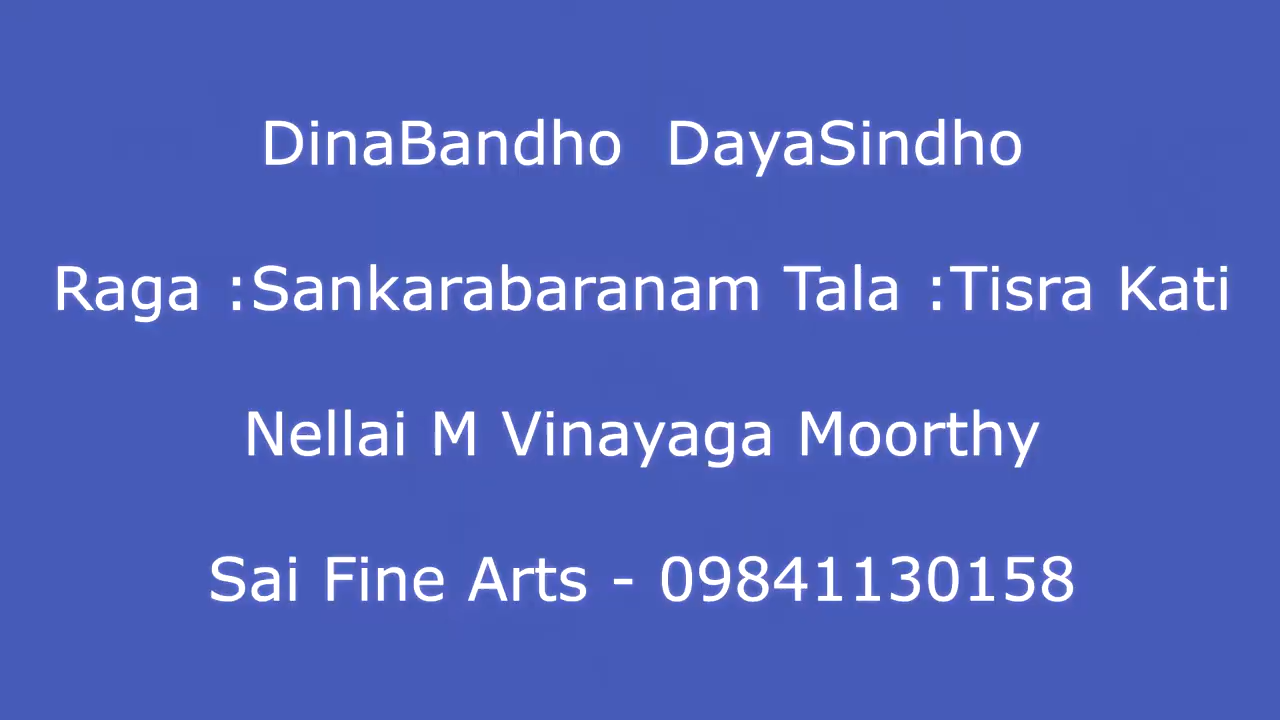 DinaBandho  DayaSindho
Raga :Sankarabaranam Tala :Tisra Kati
Nellai M Vinayaga Moorthy
Sai Fine Arts - 09841130158